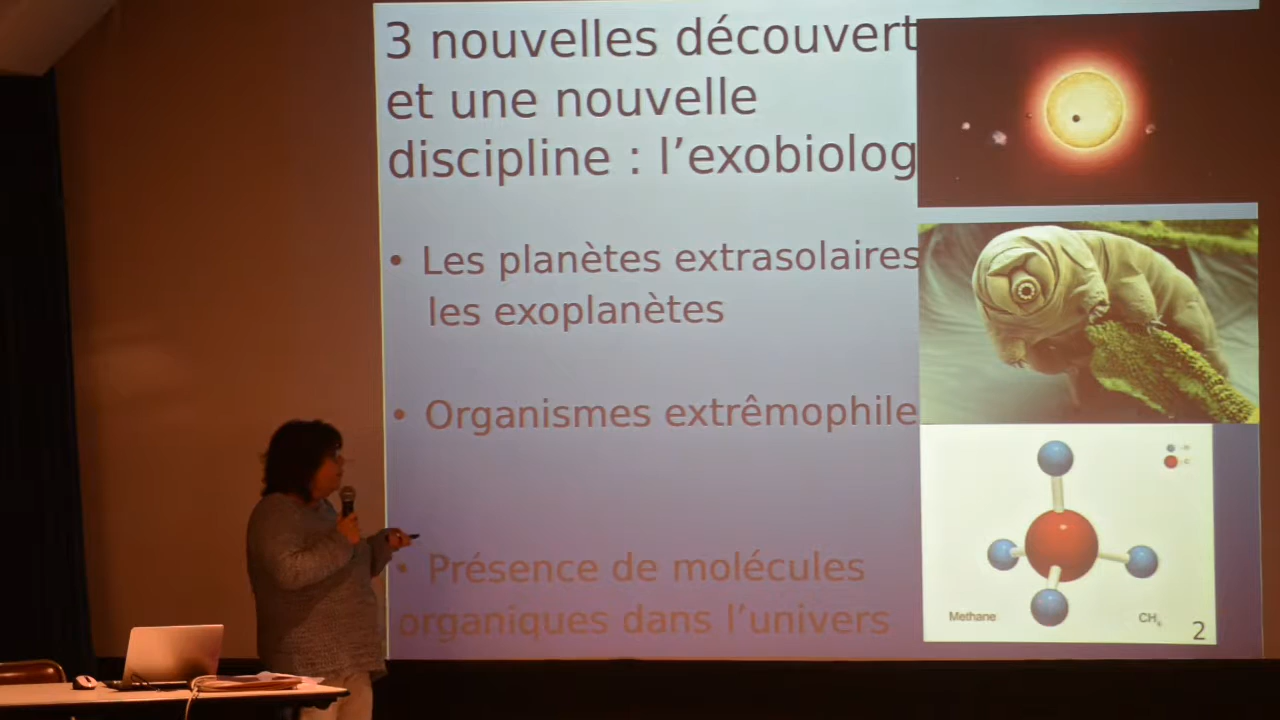 3 nouvelles découvert
et une nouvelle
discipline : l’exobiolog
• Les planètes extrasolaires
les exoplanètes
• Organismes extrêmophile
• Présence de molécules
organiques dans l’univers
Methane
CH₄
2